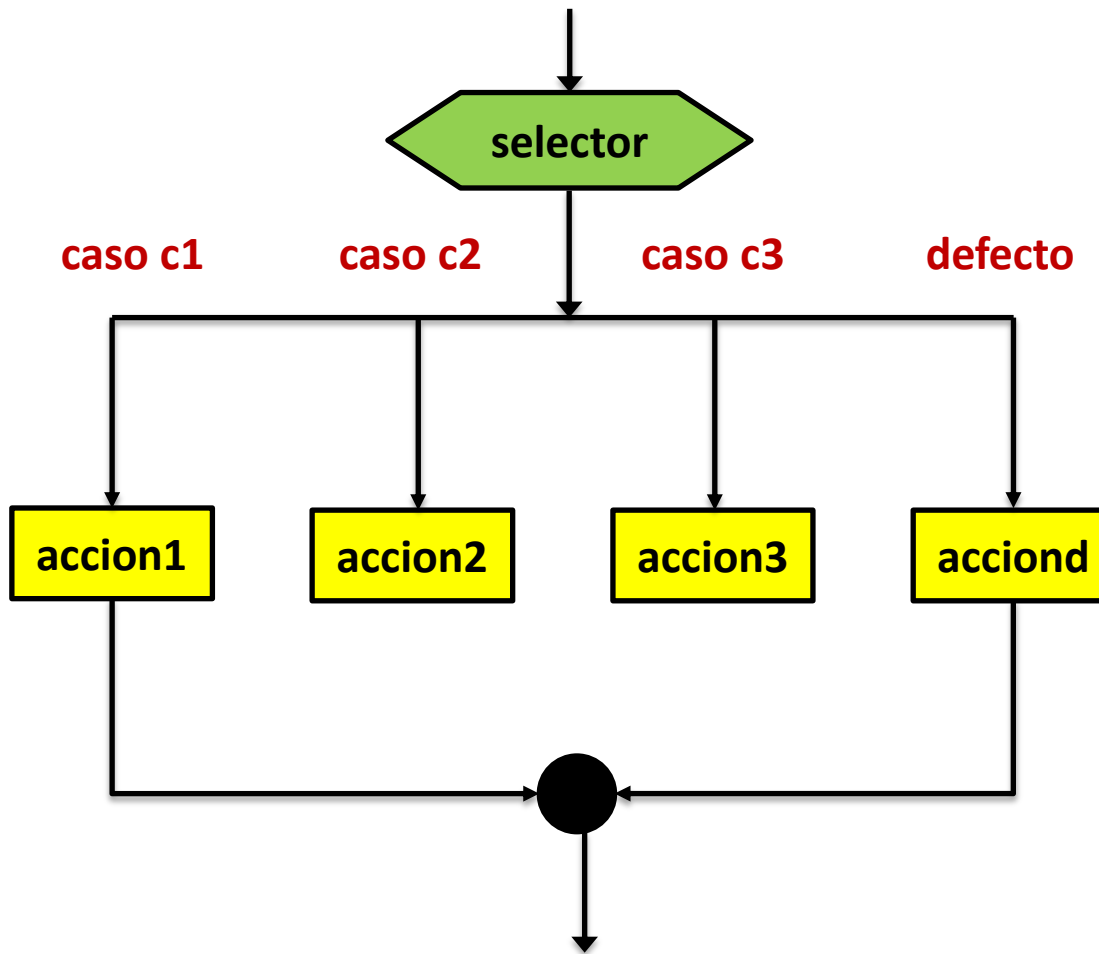 selector
caso c1
caso c2
caso c3
defecto
accion1
accion2
accion3
acciond